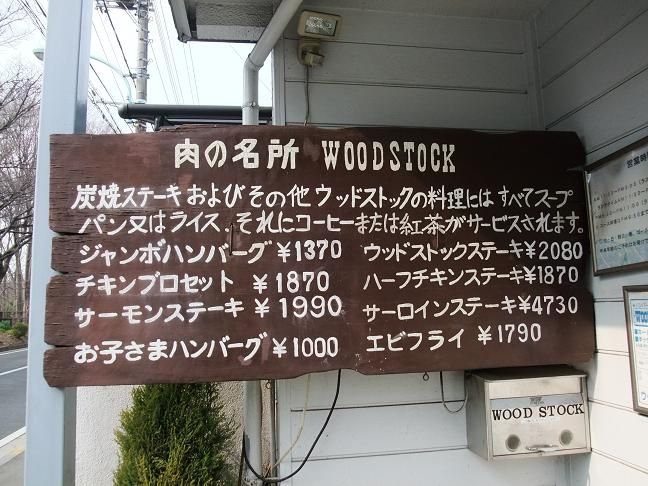 肉の名所 WOODSTOCK
炭焼ステーキおよびその他ウッドストックの料理にはすべてスープ
パン又はライス、それにコーヒーまたは紅茶がサービスされます。
ジャンボハンバーグ ¥1370 ウッドストックステーキ¥2080
チキンブロセット ¥1870 ハーフチキンステーキ¥1870
サーモンステーキ ¥1990 サーロインステーキ¥4730
お子さまハンバーグ ¥1000 エビフライ ¥1790
WOOD STOCK
営業時